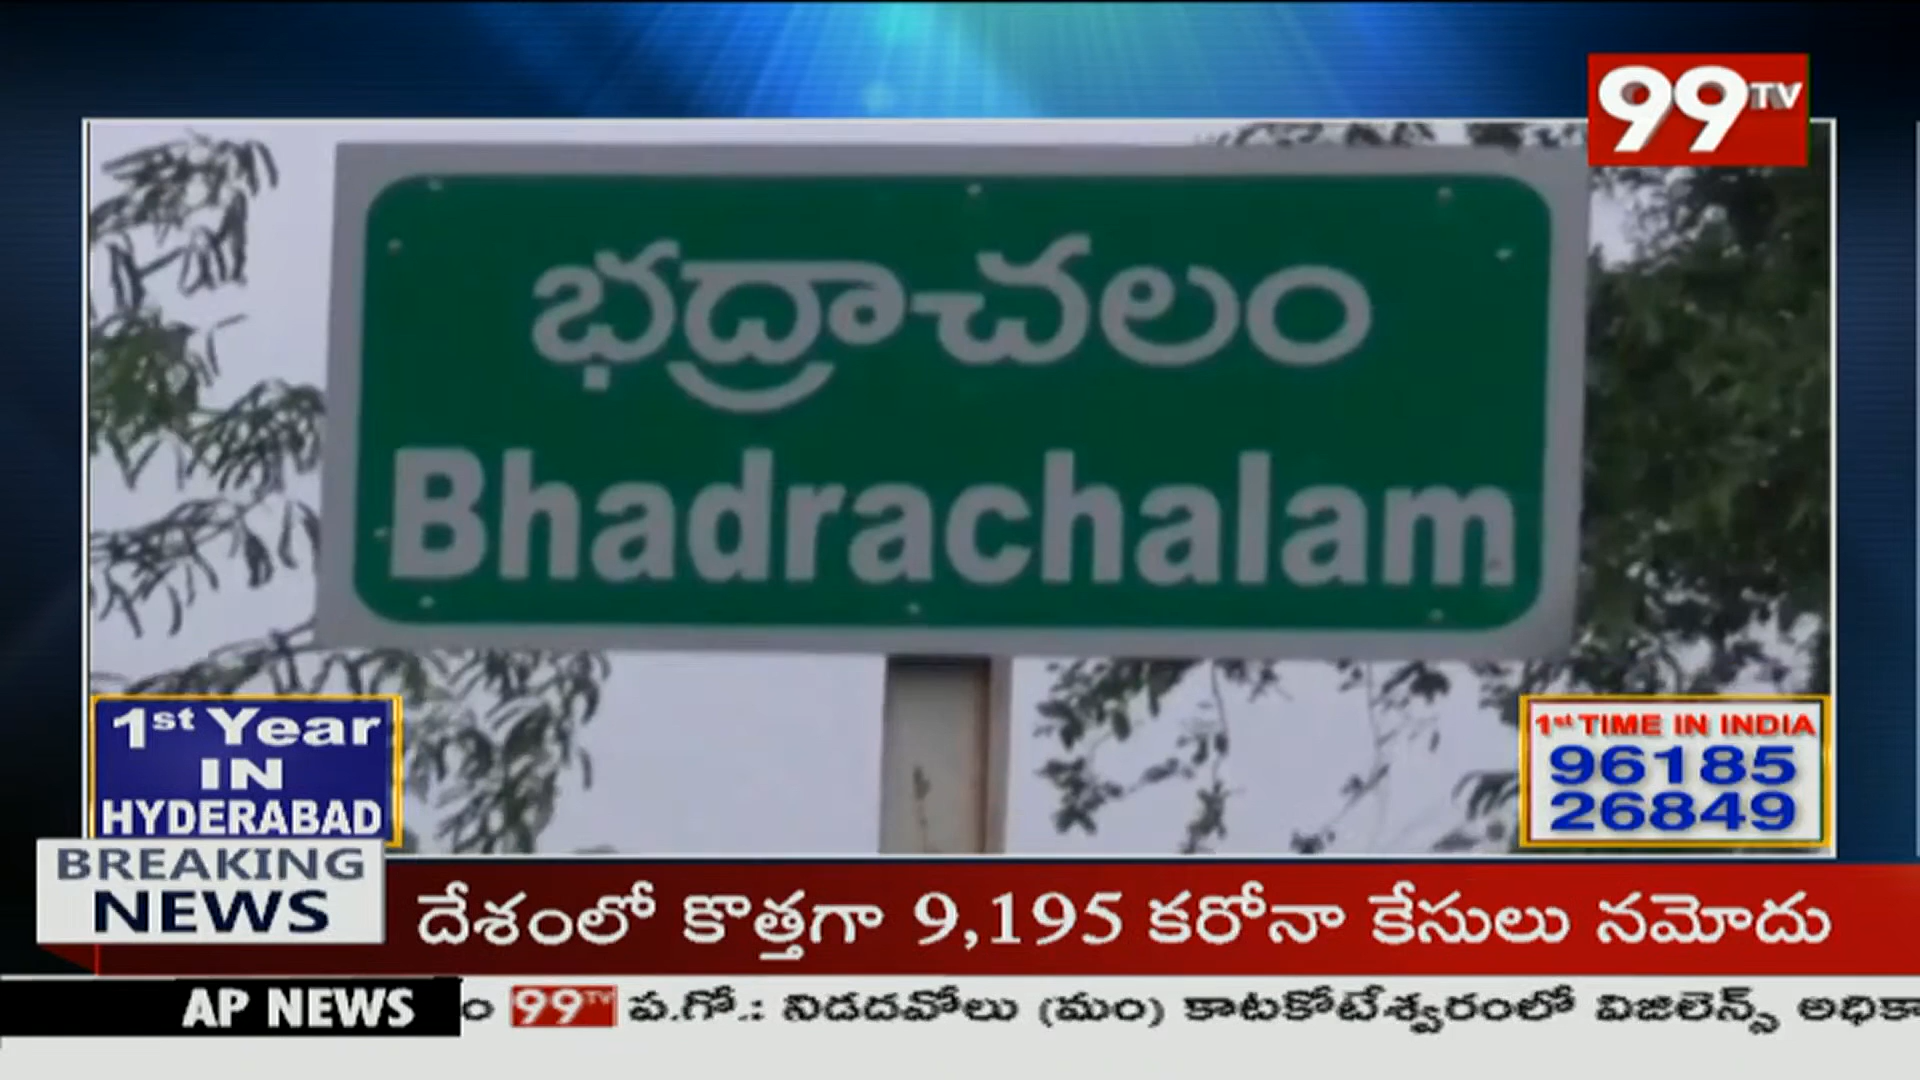 99TV
భద్రాచలం
Bhadrachalam
1st Year
IN
HYDERABAD
1st TIME IN INDIA
96185
26849
BREAKING
NEWS
దేశంలో కొత్తగా 9,195 కరోనా కేసులు నమోదు
AP NEWS
99TV ప.గో.: నిడదవోలు (మం) కాటకోటేశ్వరంలో విజిలెన్స్